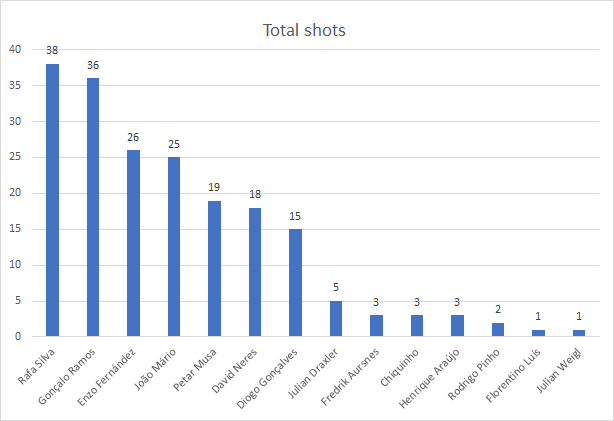 Total shots
40
35
30
25
20
15
10
5
0
38
36
26
25
19
18
15
5
3
3
3
2
1
1
Rafa Silva
Gonçalo Ramos
Enzo Fernández
João Mário
Petar Musa
David Neres
Diogo Gonçalves
Julian Draxler
Fredrik Aursnes
Chiquinho
Henrique Araújo
Rodrigo Pinho
Florentino Luís
Julian Weigl